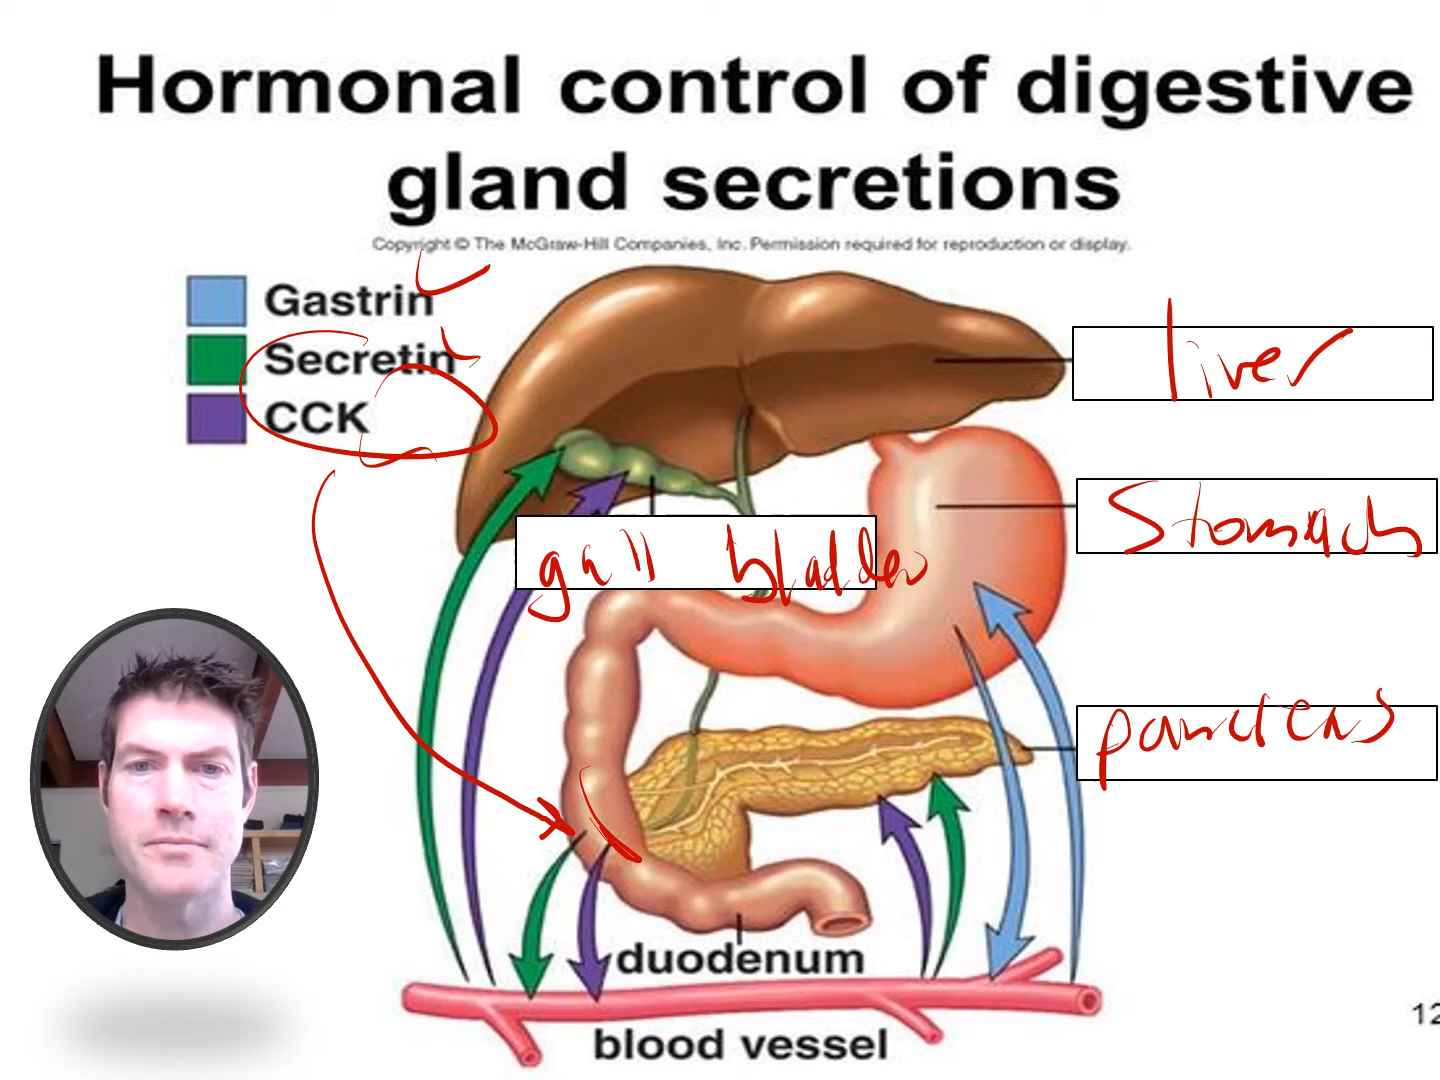 Hormonal control of digestive
gland secretions
Copyright © The McGraw-Hill Companies, Inc. Permission required for reproduction or display.
Gastrin
Secretin
CCK
liver
Stomach
gall bladder
pancreas
duodenum
blood vessel
12